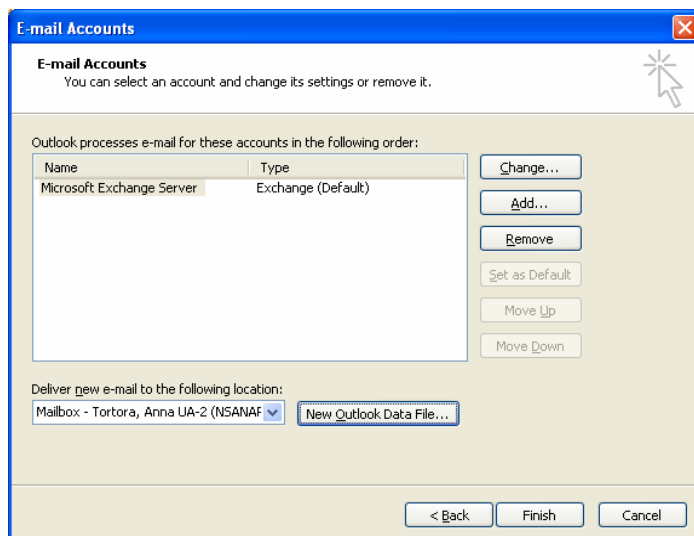 E-mail Accounts
E-mail Accounts
You can select an account and change its settings or remove it.
Outlook processes e-mail for these accounts in the following order:
Name Type
Microsoft Exchange Server Exchange (Default)
Change...
Add...
Remove
Set as Default
Move Up
Move Down
Deliver new e-mail to the following location:
Mailbox - Tortora, Anna UA-2 (NSANAF New Outlook Data File...
< Back Finish Cancel